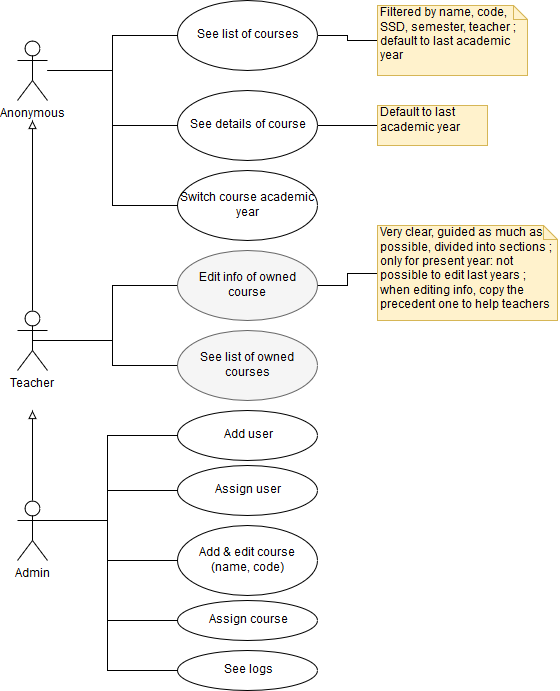 See list of courses
Filtered by name, code,
SSD, semester, teacher ;
default to last academic
year
Anonymous
See details of course
Default to last
academic year
Switch course academic
year
Very clear, guided as much as
possible, divided into sections ;
only for present year: not
possible to edit last years ;
when editing info, copy the
precedent one to help teachers
Edit info of owned
course
Teacher
See list of owned
courses
Add user
Assign user
Add & edit course
(name, code)
Admin
Assign course
See logs